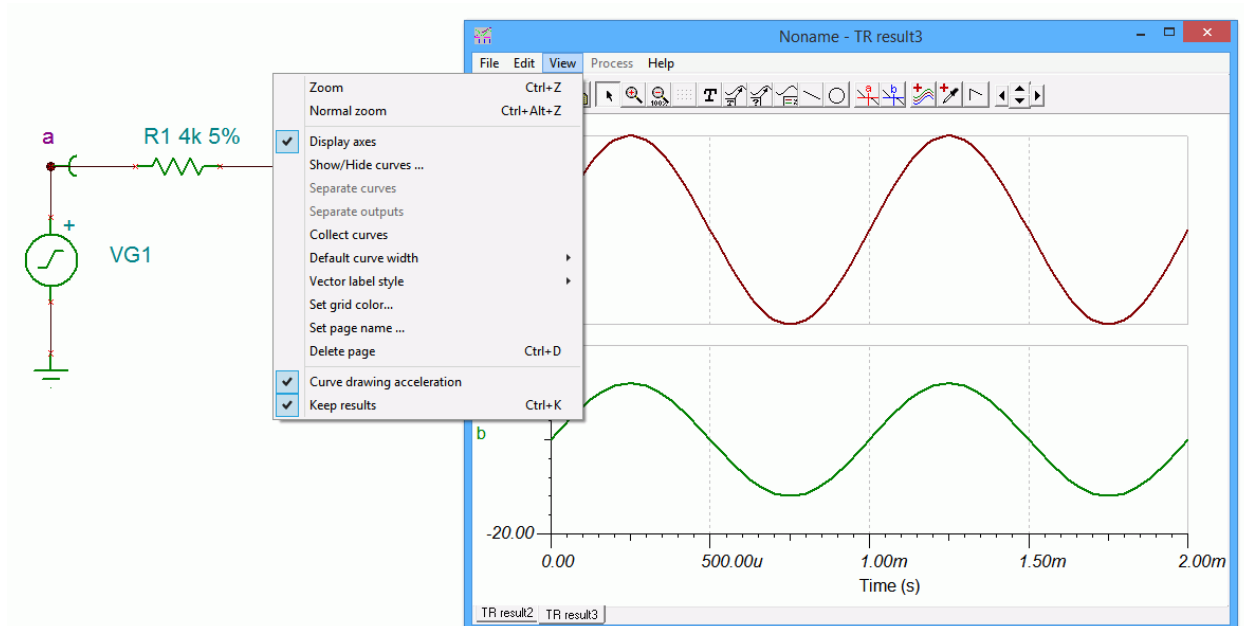 Noname - TR result3
File Edit View Process Help
Zoom Ctrl+Z
Normal zoom Ctrl+Alt+Z
Display axes
Show/Hide curves ...
Separate curves
Separate outputs
Collect curves
Default curve width
Vector label style
Set grid color...
Set page name ...
Delete page Ctrl+D
Curve drawing acceleration
Keep results Ctrl+K
100%
T
a
b
a
R1 4k 5%
+
VG1
b
-20.00
0.00 500.00u 1.00m 1.50m 2.00m
Time (s)
TR result2 TR result3